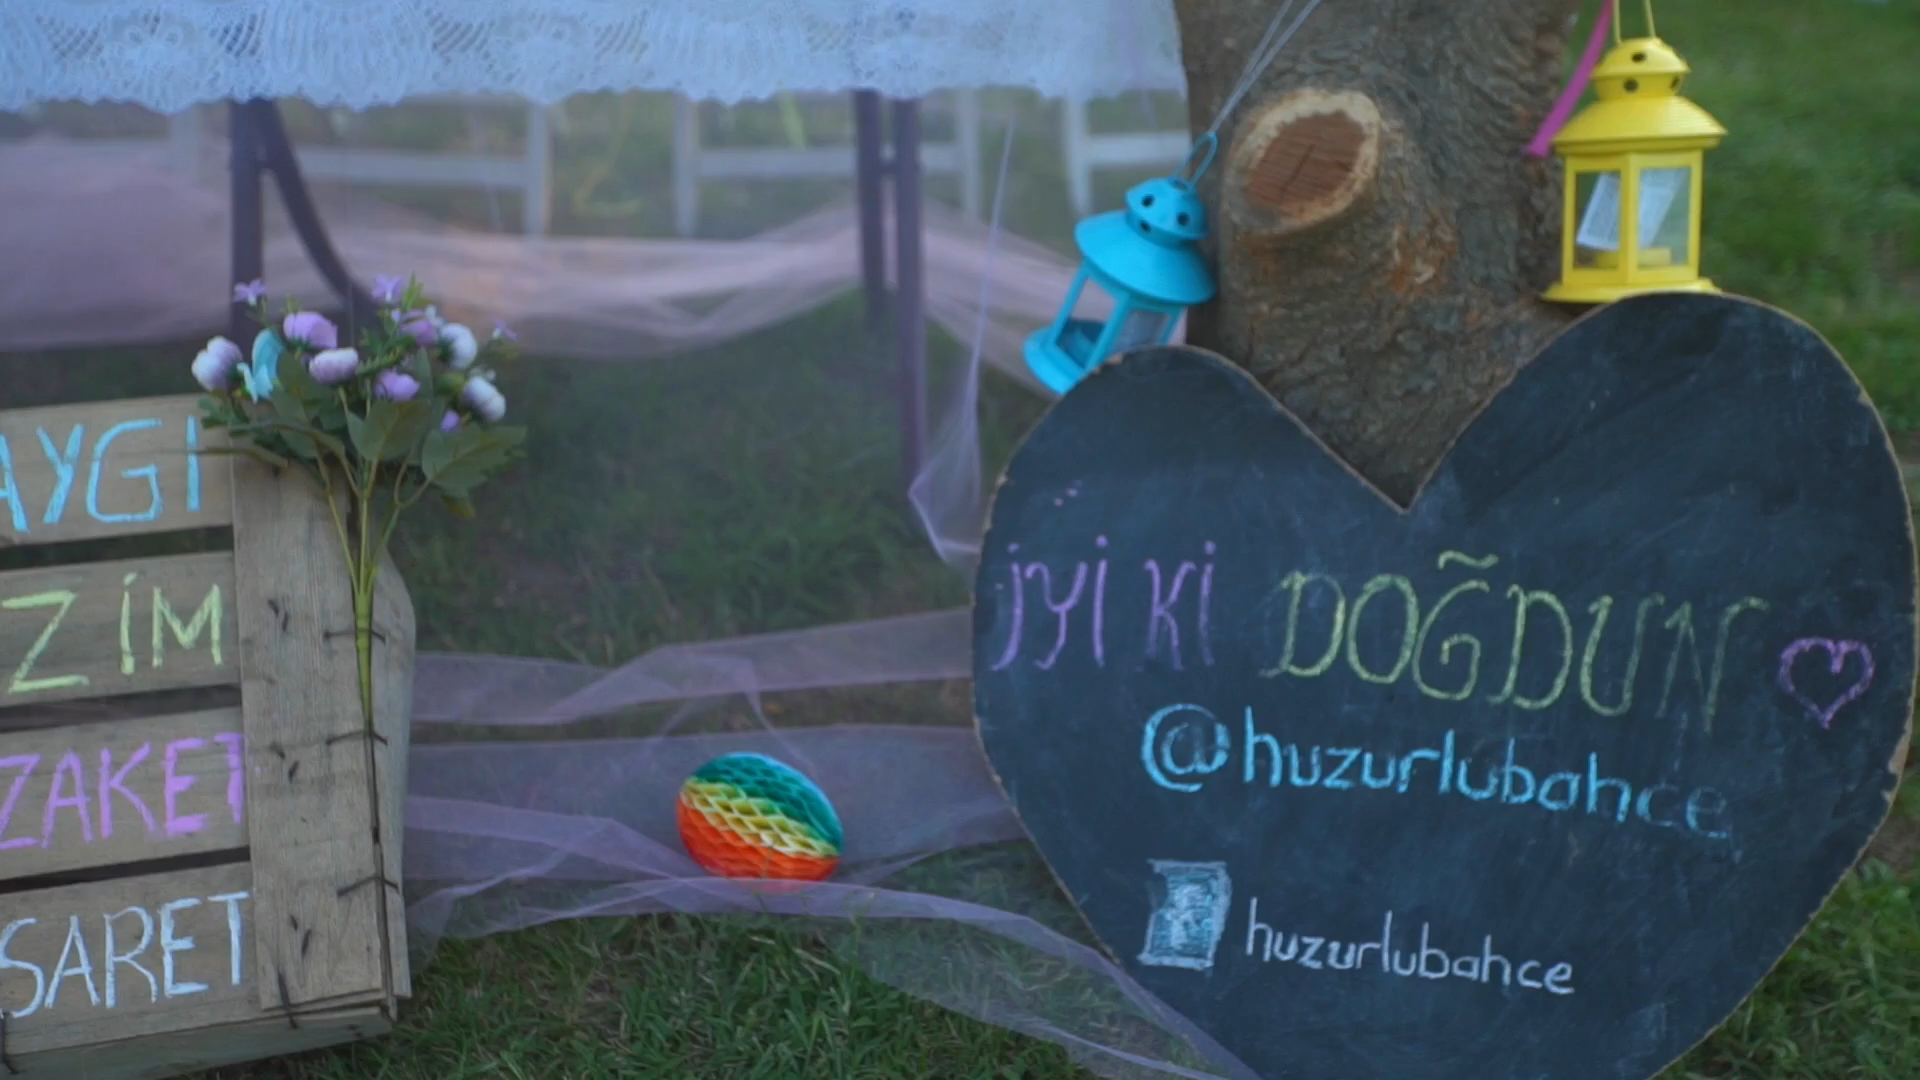 AYGI
ZİM
ZAKET
SARET
İYİ Kİ DOĞDUN
@huzurlubahce
huzurlubahce